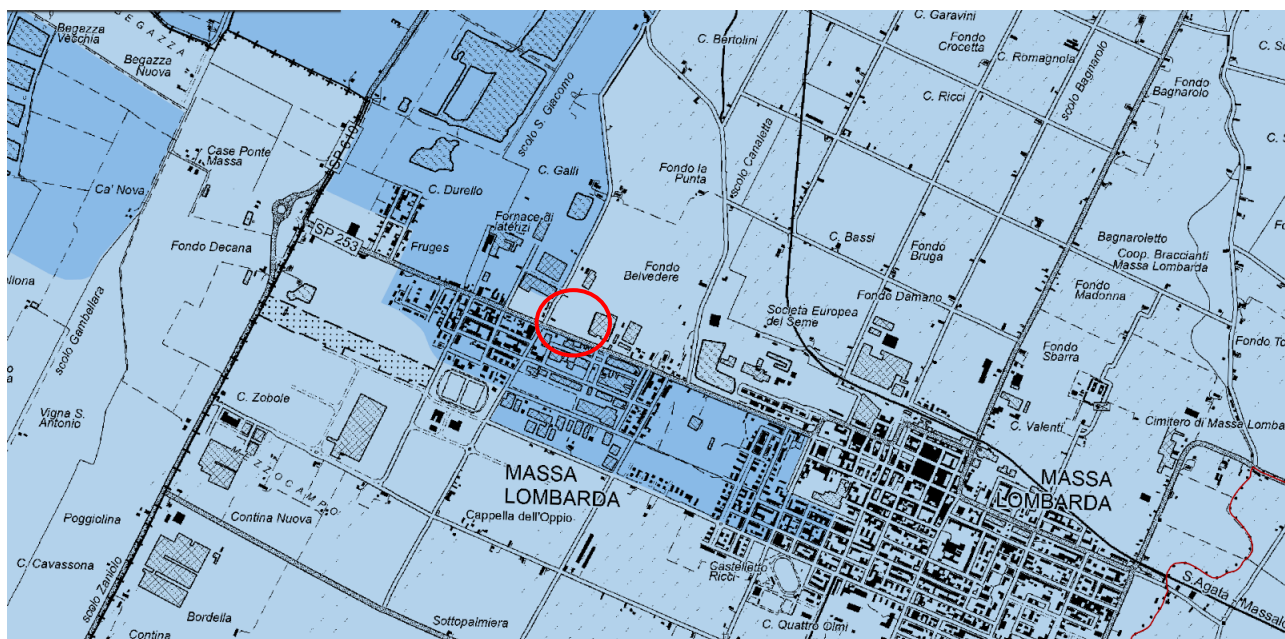 Begazza
Vecchia
BEGAZZA
Begazza
Nuova
C. Bertolini
C. Garavini
Fondo
Crocetta
C. Romagnola
scolo Bagnarolo
Fondo
Bagnarolo
C. Ricci
Case Ponte
Massa
SP 610
scolo S. Giacomo
Ca' Nova
C. Durello
C. Galli
Fondo la
Punta
scolo Canaletta
Fornace di
laterizi
SP 253
Fruges
Fondo Decana
C. Bassi
Fondo
Bruga
Bagnaroletto
Coop. Braccianti
Massa Lombarda
Fondo
Belvedere
Fondo
Madonna
Fondo Damano
Società Europea
del Seme
scolo Gambellara
Fondo
Sbarra
C. Zobole
Vigna S.
Antonio
C. Valenti
Cimitero di Massa Lomba
MASSA
LOMBARDA
MASSA
LOMBARDA
MEZZOCAMPO
Poggiolina
Contina Nuova
Cappella dell'Oppio
C. Cavassona
scolo Zaniolo
Castelletto
Ricci
S. Agata - Massa
Bordella
Sottopalmiera
C. Quattro Olmi
Contina